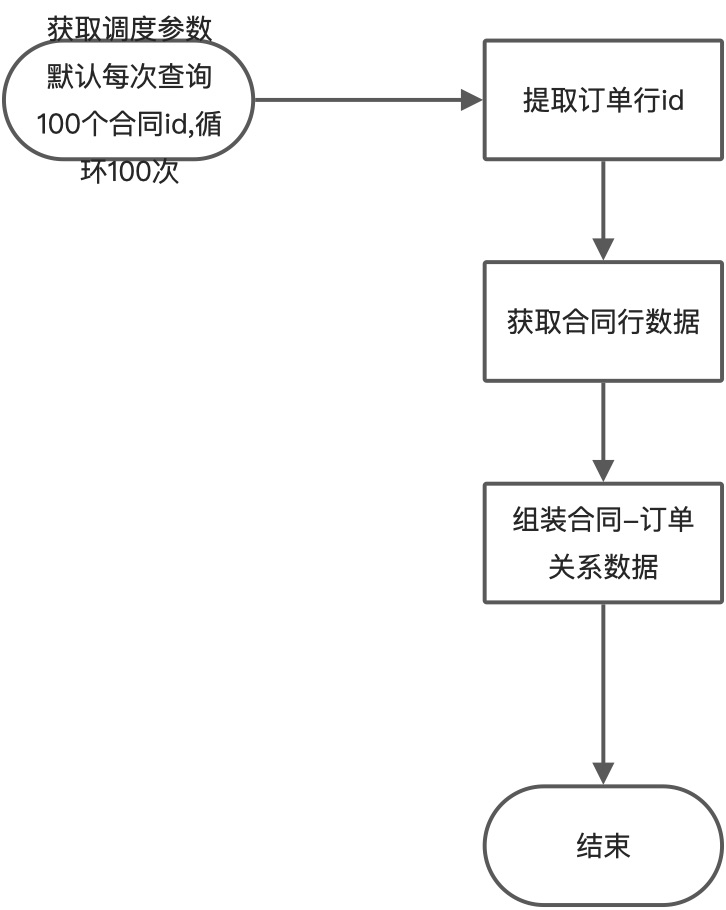 获取调度参数
默认每次查询
100个合同id,循
环100次
提取订单行id
获取合同行数据
组装合同-订单
关系数据
结束